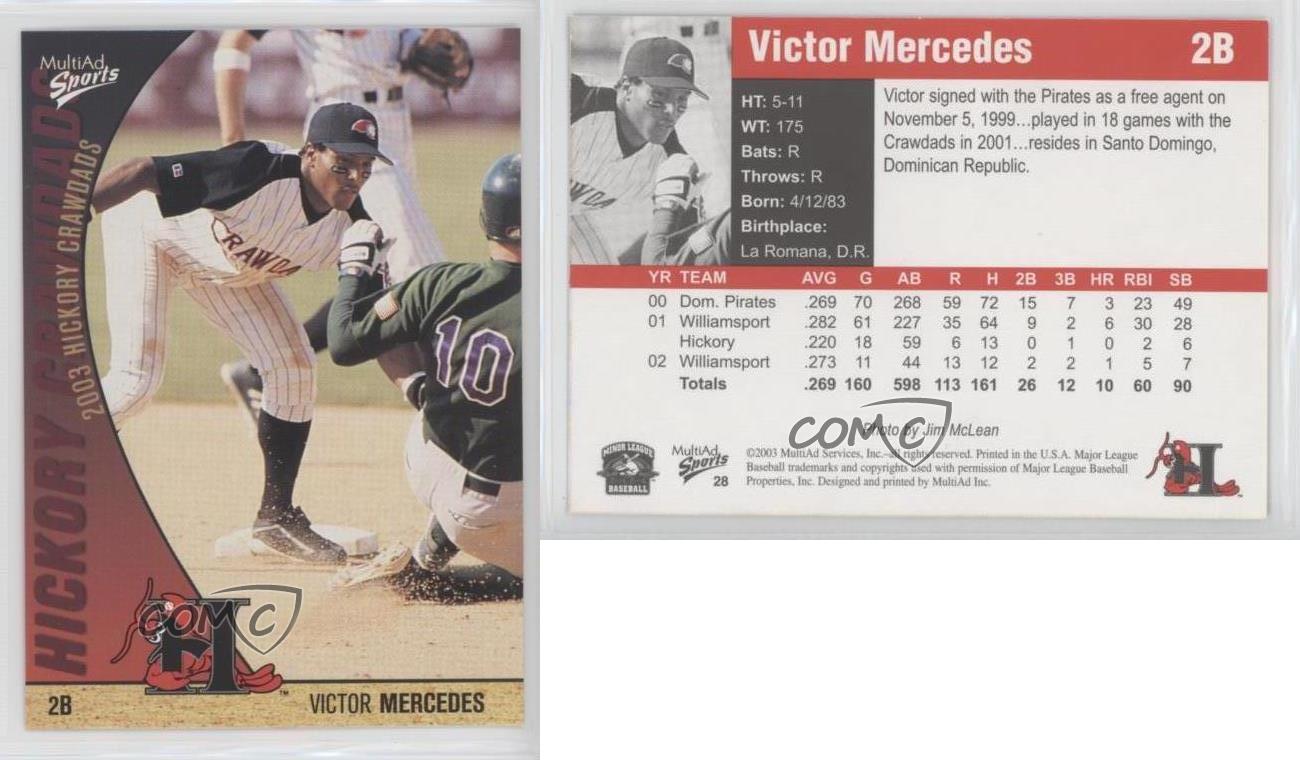 MultiAd
Sports
HICKORY CRAWDADS
2003 HICKORY CRAWDADS
CRAWDA
10
COMC
H
™
2B
VICTOR MERCEDES
Victor Mercedes
2B
HT: 5-11
WT: 175
Bats: R
Throws: R
Born: 4/12/83
Birthplace:
La Romana, D.R.
Victor signed with the Pirates as a free agent on
November 5, 1999...played in 18 games with the
Crawdads in 2001...resides in Santo Domingo,
Dominican Republic.
YR TEAM AVG G AB R H 2B 3B HR RBI SB
00 Dom. Pirates .269 70 268 59 72 15 7 3 23 49
01 Williamsport .282 61 227 35 64 9 2 6 30 28
Hickory .220 18 59 6 13 0 1 0 2 6
02 Williamsport .273 11 44 13 12 2 2 1 5 7
Totals .269 160 598 113 161 26 12 10 60 90
COMC
Photo by Jim McLean
MINOR LEAGUE
BASEBALL
MultiAd
Sports
28
©2003 MultiAd Services, Inc. all rights reserved. Printed in the U.S.A. Major League
Baseball trademarks and copyrights used with permission of Major League Baseball
Properties, Inc. Designed and printed by MultiAd Inc.
H
™